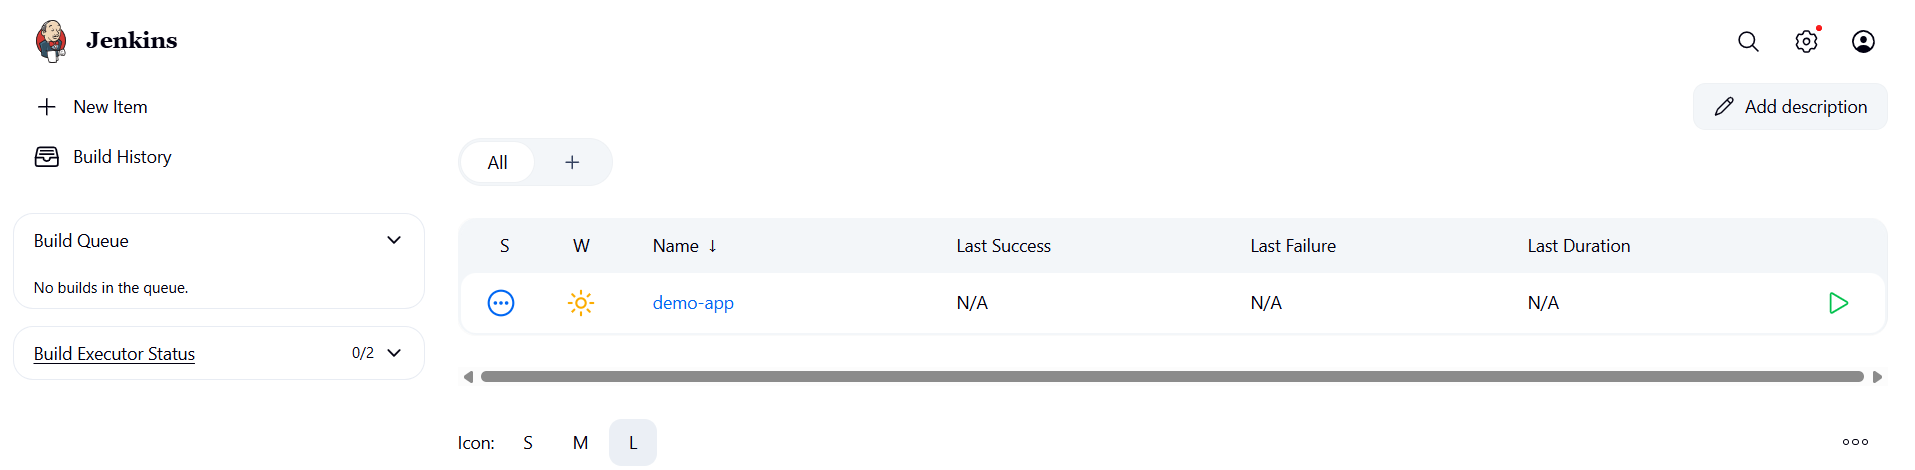 Jenkins
New Item
Add description
Build History
All
Build Queue
No builds in the queue.
Build Executor Status 0/2
S W Name ↓ Last Success Last Failure Last Duration
demo-app N/A N/A N/A
Icon: S M L